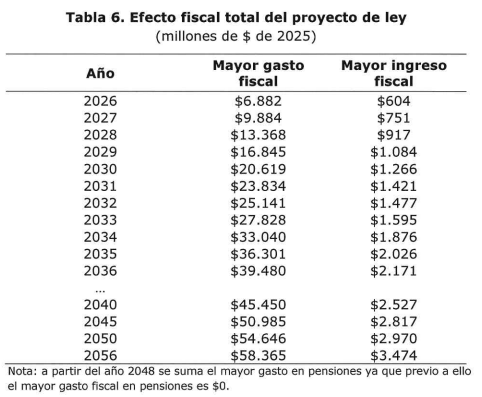 Tabla 6. Efecto fiscal total del proyecto de ley
(millones de $ de 2025)
Año Mayor gasto fiscal Mayor ingreso fiscal
2026 $6.882 $604
2027 $9.884 $751
2028 $13.368 $917
2029 $16.845 $1.084
2030 $20.619 $1.266
2031 $23.834 $1.421
2032 $25.141 $1.477
2033 $27.828 $1.595
2034 $33.040 $1.876
2035 $36.301 $2.026
2036 $39.480 $2.171
...
2040 $45.450 $2.527
2045 $50.985 $2.817
2050 $54.646 $2.970
2056 $58.365 $3.474
Nota: a partir del año 2048 se suma el mayor gasto en pensiones ya que previo a ello
el mayor gasto fiscal en pensiones es $0.